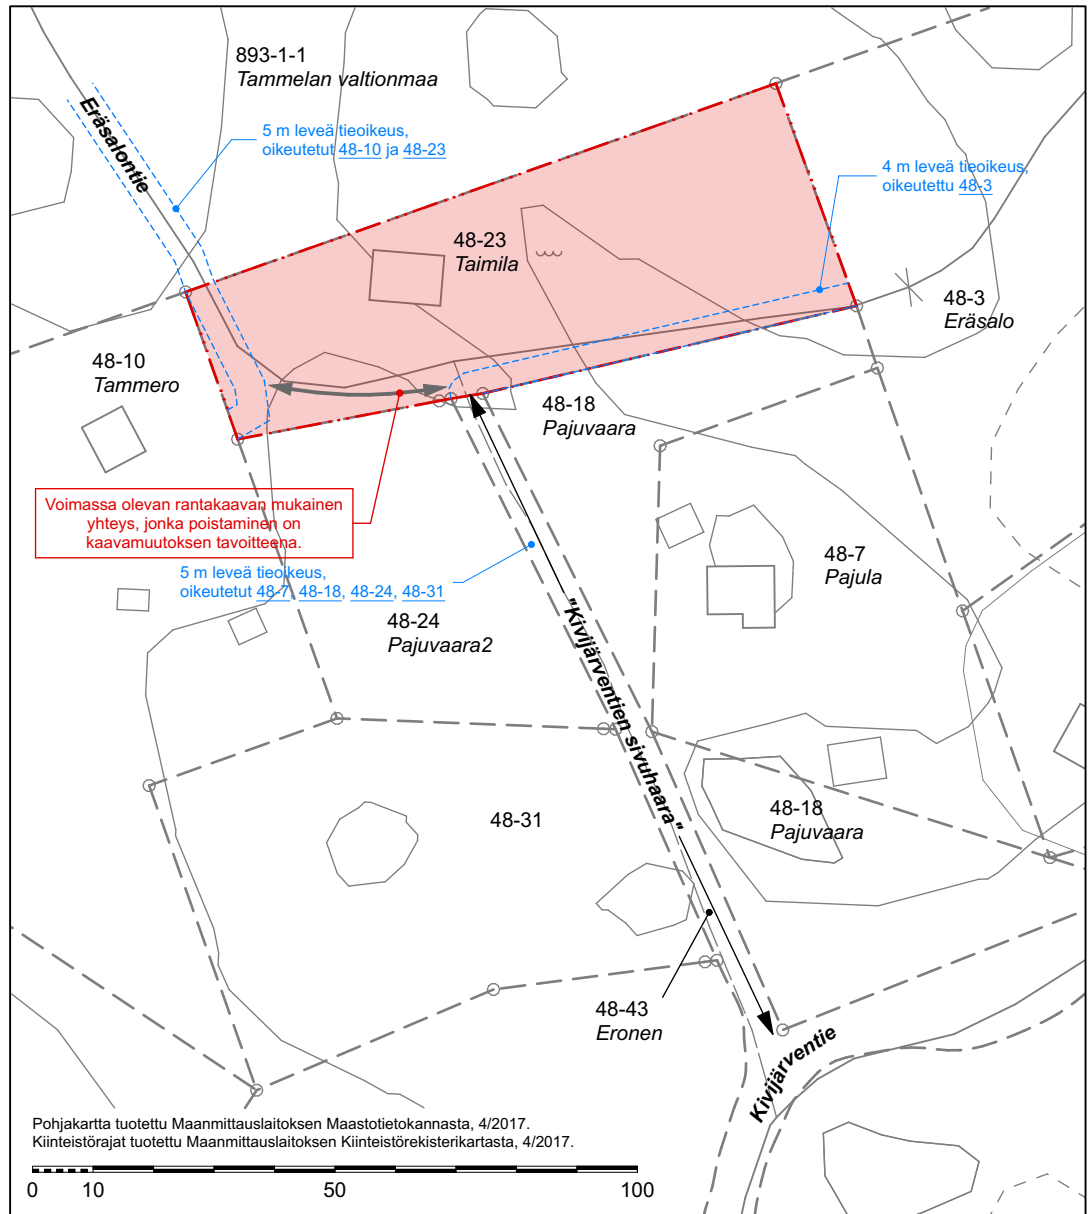 893-1-1
Tammelan valtionmaa
Eräsalontie
5 m leveä tieoikeus,
oikeutetut 48-10 ja 48-23
4 m leveä tieoikeus,
oikeutettu 48-3
48-23
Taimila
48-3
Eräsalo
48-10
Tammero
48-18
Pajuvaara
Voimassa olevan rantakaavan mukainen
yhteys, jonka poistaminen on
kaavamuutoksen tavoitteena.
5 m leveä tieoikeus,
oikeutetut 48-7, 48-18, 48-24, 48-31
48-7
Pajula
48-24
Pajuvaara2
"Kivijärventien sivuhaara"
48-31
48-18
Pajuvaara
48-43
Eronen
Kivijärventie
Pohjakartta tuotettu Maanmittauslaitoksen Maastotietokannasta, 4/2017.
Kiinteistörajat tuotettu Maanmittauslaitoksen Kiinteistörekisterikartasta, 4/2017.
0 10 50 100